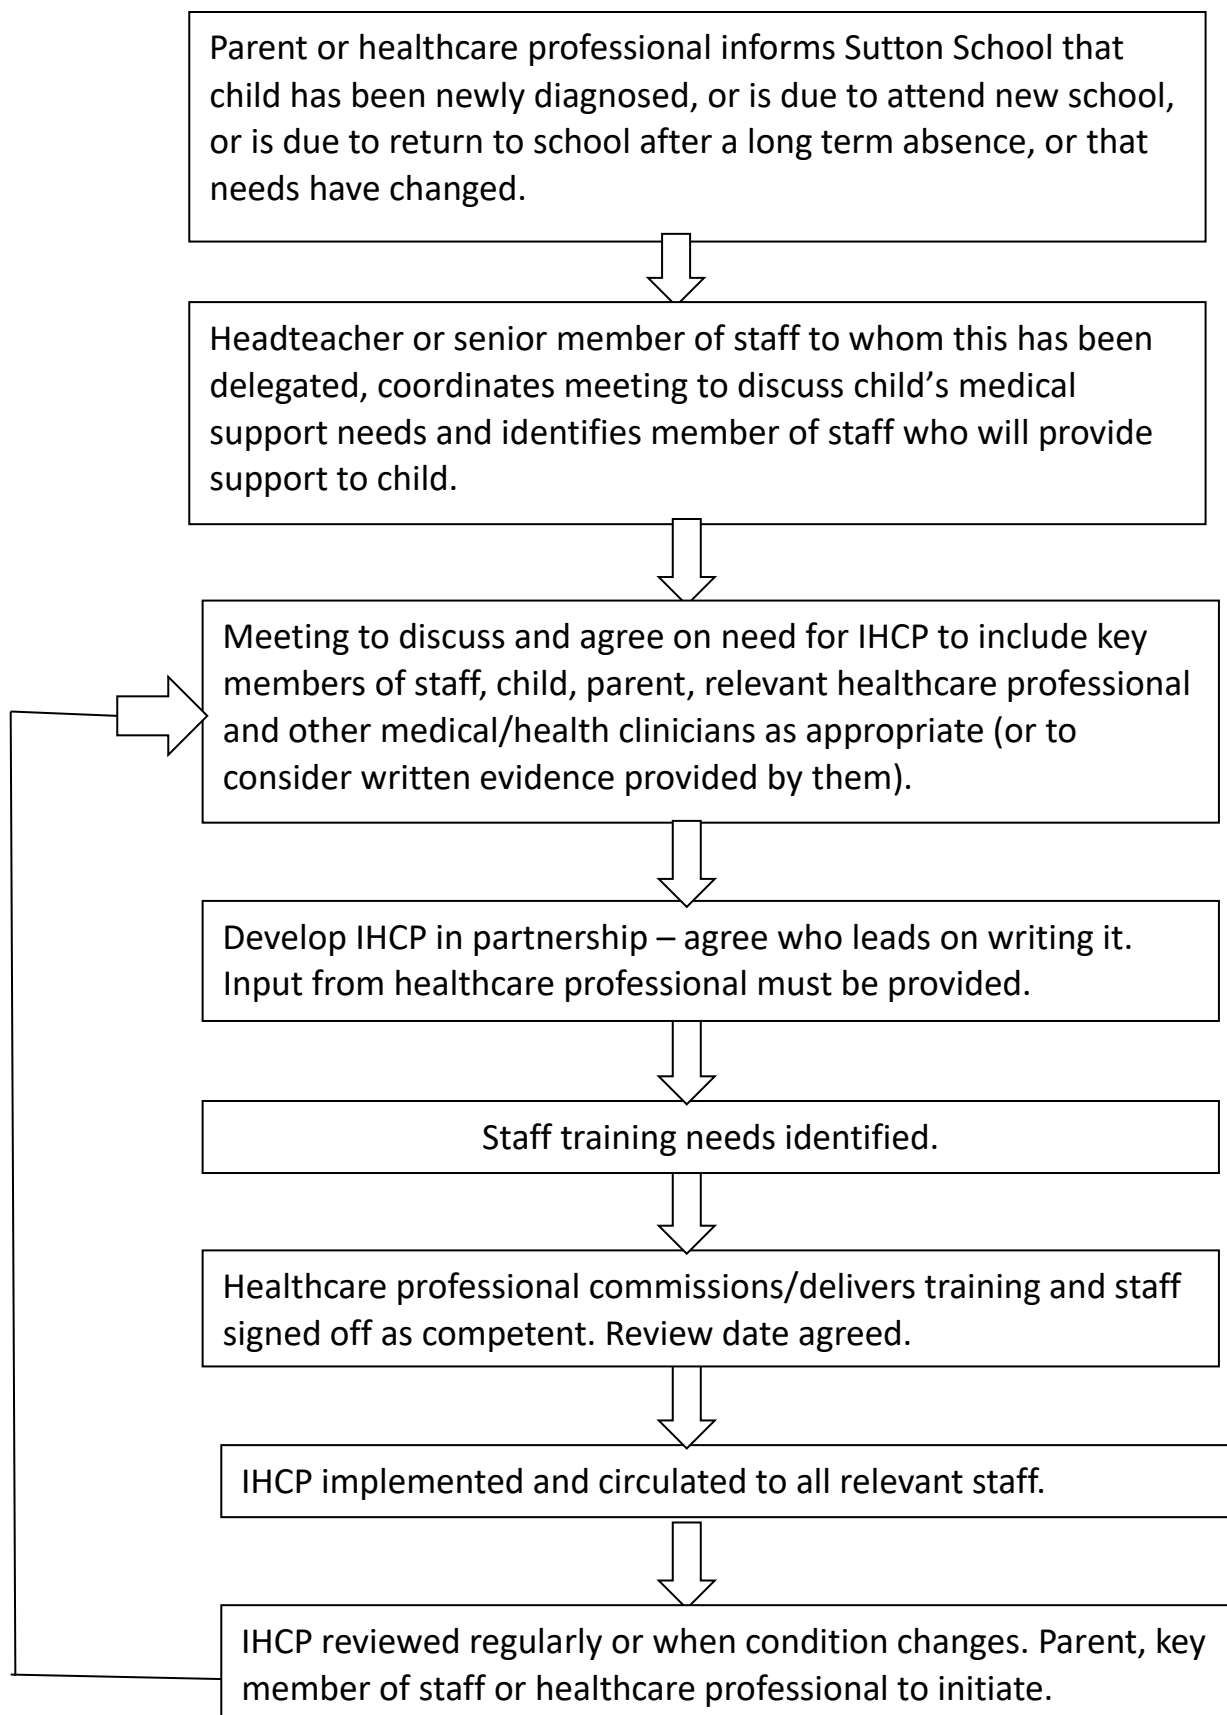 Parent or healthcare professional informs Sutton School that
child has been newly diagnosed, or is due to attend new school,
or is due to return to school after a long term absence, or that
needs have changed.
Headteacher or senior member of staff to whom this has been
delegated, coordinates meeting to discuss child’s medical
support needs and identifies member of staff who will provide
support to child.
Meeting to discuss and agree on need for IHCP to include key
members of staff, child, parent, relevant healthcare professional
and other medical/health clinicians as appropriate (or to
consider written evidence provided by them).
Develop IHCP in partnership – agree who leads on writing it.
Input from healthcare professional must be provided.
Staff training needs identified.
Healthcare professional commissions/delivers training and staff
signed off as competent. Review date agreed.
IHCP implemented and circulated to all relevant staff.
IHCP reviewed regularly or when condition changes. Parent, key
member of staff or healthcare professional to initiate.